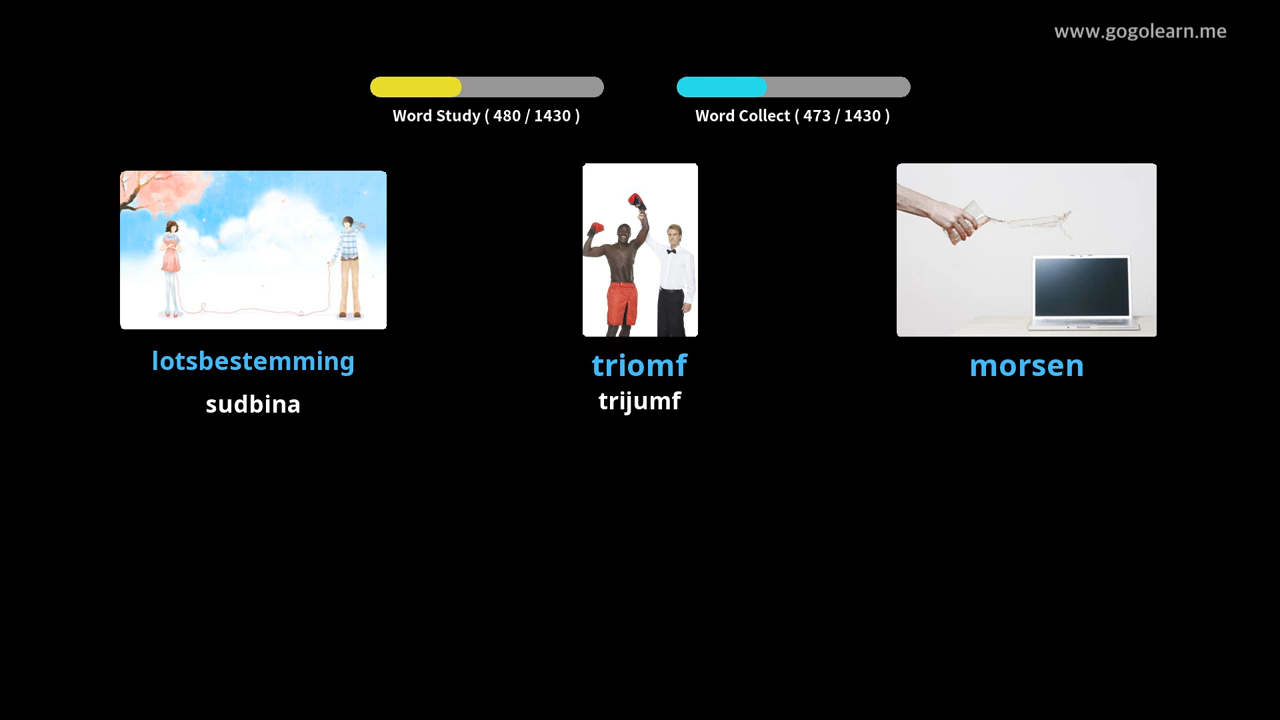 www.gogolearn.me
Word Study ( 480 / 1430 )
Word Collect ( 473 / 1430 )
lotsbestemming
sudbina
triomf
trijumf
morsen